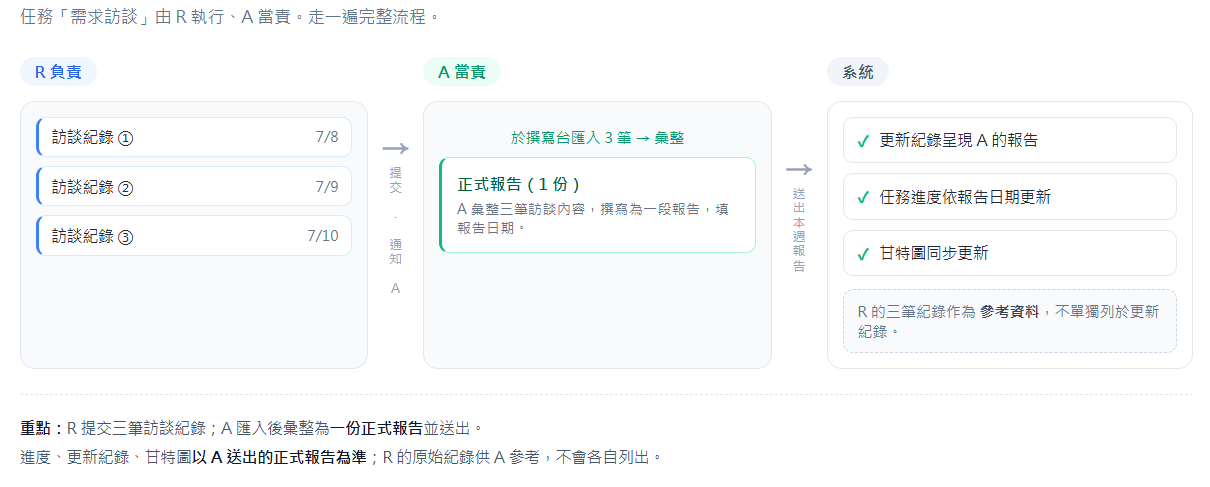 任務「需求訪談」由 R 執行、A 當責。走一遍完整流程。
R 負責
訪談紀錄 ① 7/8
訪談紀錄 ② 7/9
訪談紀錄 ③ 7/10
→
提交・通知 A
A 當責
於撰寫台匯入 3 筆 → 彙整
正式報告（1 份）
A 彙整三筆訪談內容，撰寫為一段報告，填
報告日期。
→
送出本週報告
系統
✓ 更新紀錄呈現 A 的報告
✓ 任務進度依報告日期更新
✓ 甘特圖同步更新
R 的三筆紀錄作為 參考資料，不單獨列於更新
紀錄。
重點：R 提交三筆訪談紀錄；A 匯入後彙整為一份正式報告並送出。
進度、更新紀錄、甘特圖以 A 送出的正式報告為準；R 的原始紀錄供 A 參考，不會各自列出。